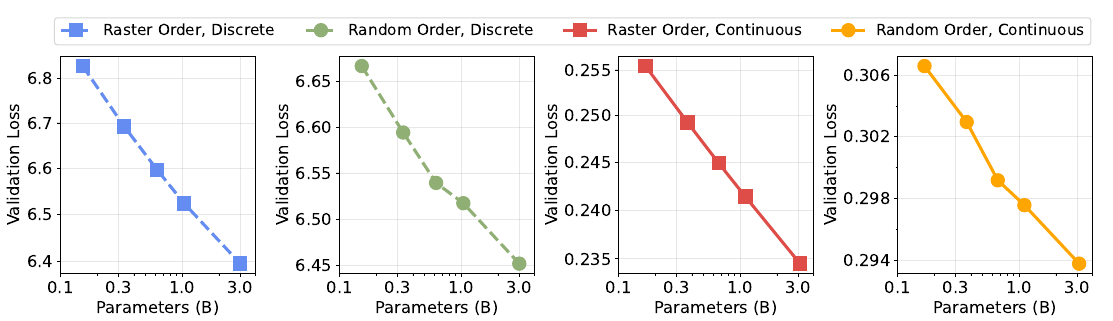 Raster Order, Discrete
Random Order, Discrete
Raster Order, Continuous
Random Order, Continuous
Validation Loss
6.8
6.7
6.6
6.5
6.4
0.1 0.3 1.0 3.0
Parameters (B)
Validation Loss
6.65
6.60
6.55
6.50
6.45
0.1 0.3 1.0 3.0
Parameters (B)
Validation Loss
0.255
0.250
0.245
0.240
0.235
0.1 0.3 1.0 3.0
Parameters (B)
Validation Loss
0.306
0.302
0.298
0.294
0.1 0.3 1.0 3.0
Parameters (B)